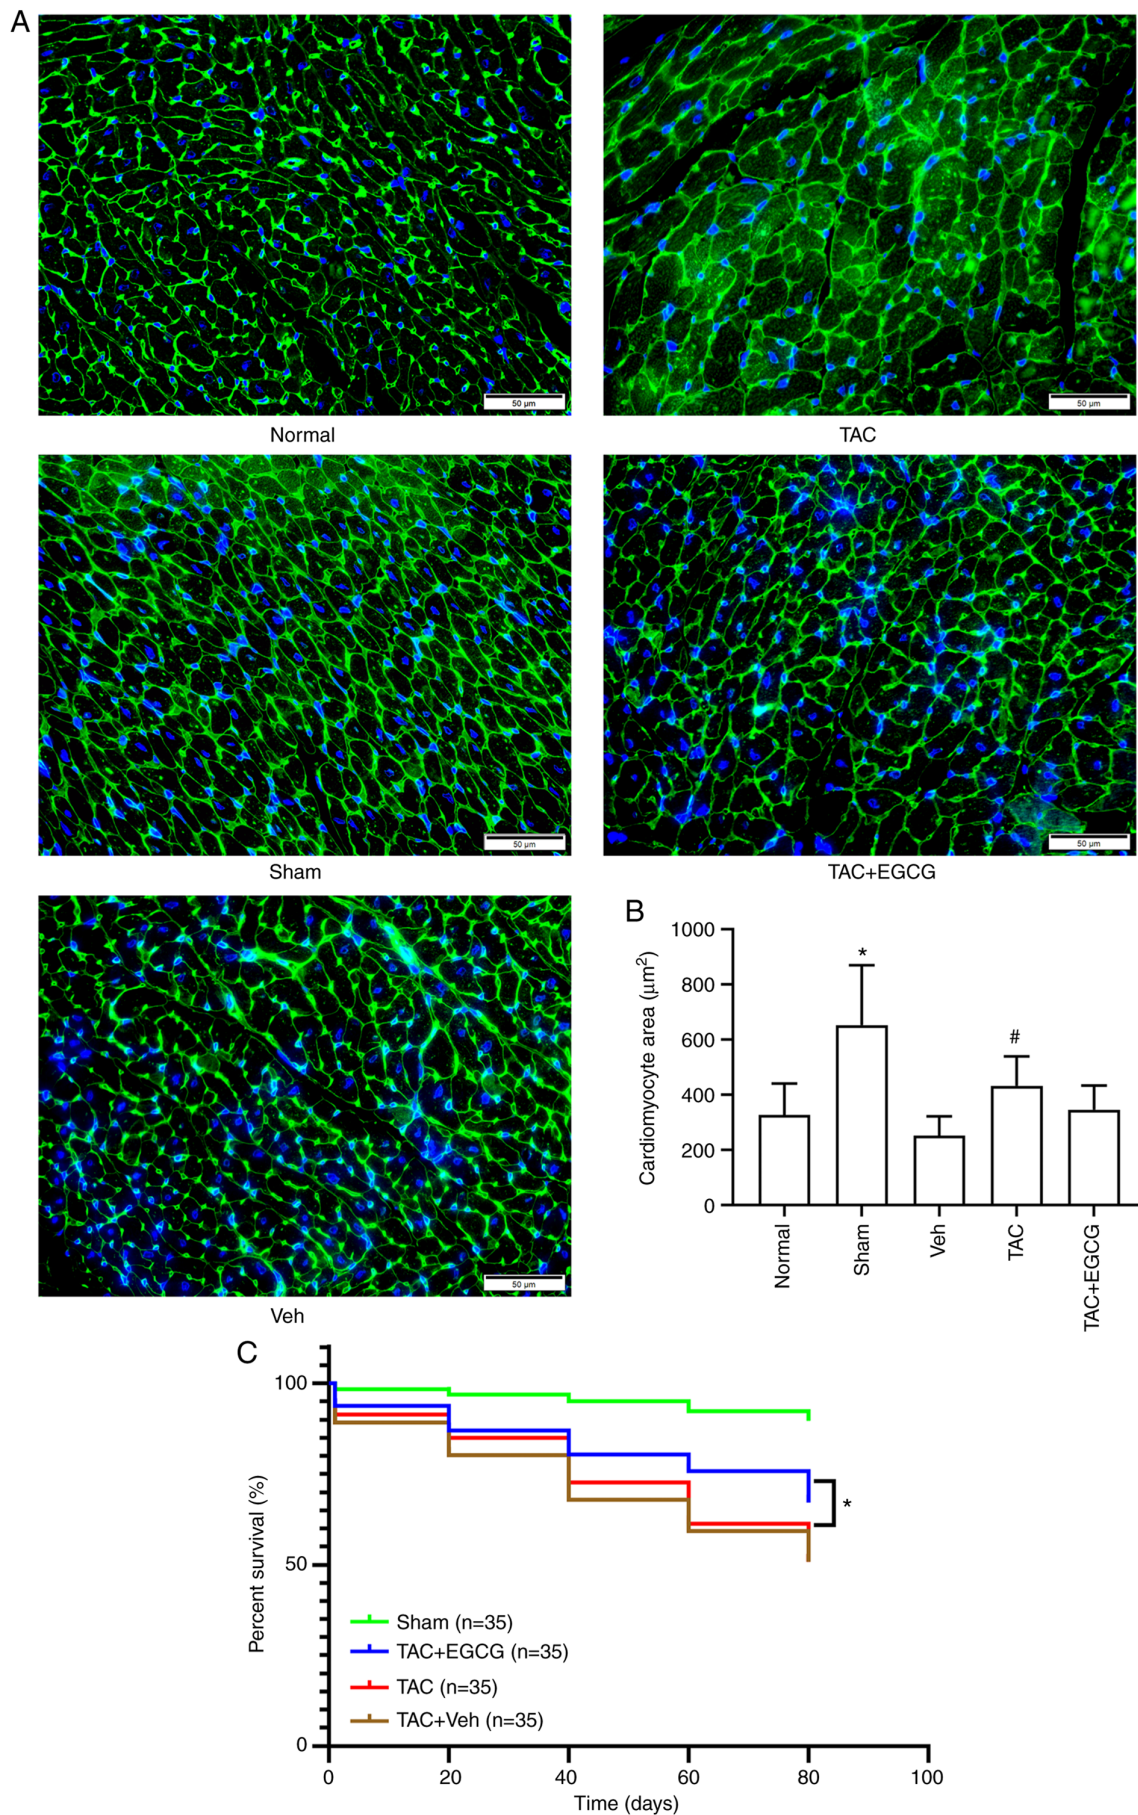 A
50 µm
50 µm
Normal
TAC
50 µm
50 µm
Sham
TAC+EGCG
50 µm
Veh
B
Cardiomyocyte area (µm²)
1000
800
600
400
200
0
*
#
Normal
Sham
Veh
TAC
TAC+EGCG
C
Percent survival (%)
100
50
0
*
Sham (n=35)
TAC+EGCG (n=35)
TAC (n=35)
TAC+Veh (n=35)
0 20 40 60 80 100
Time (days)